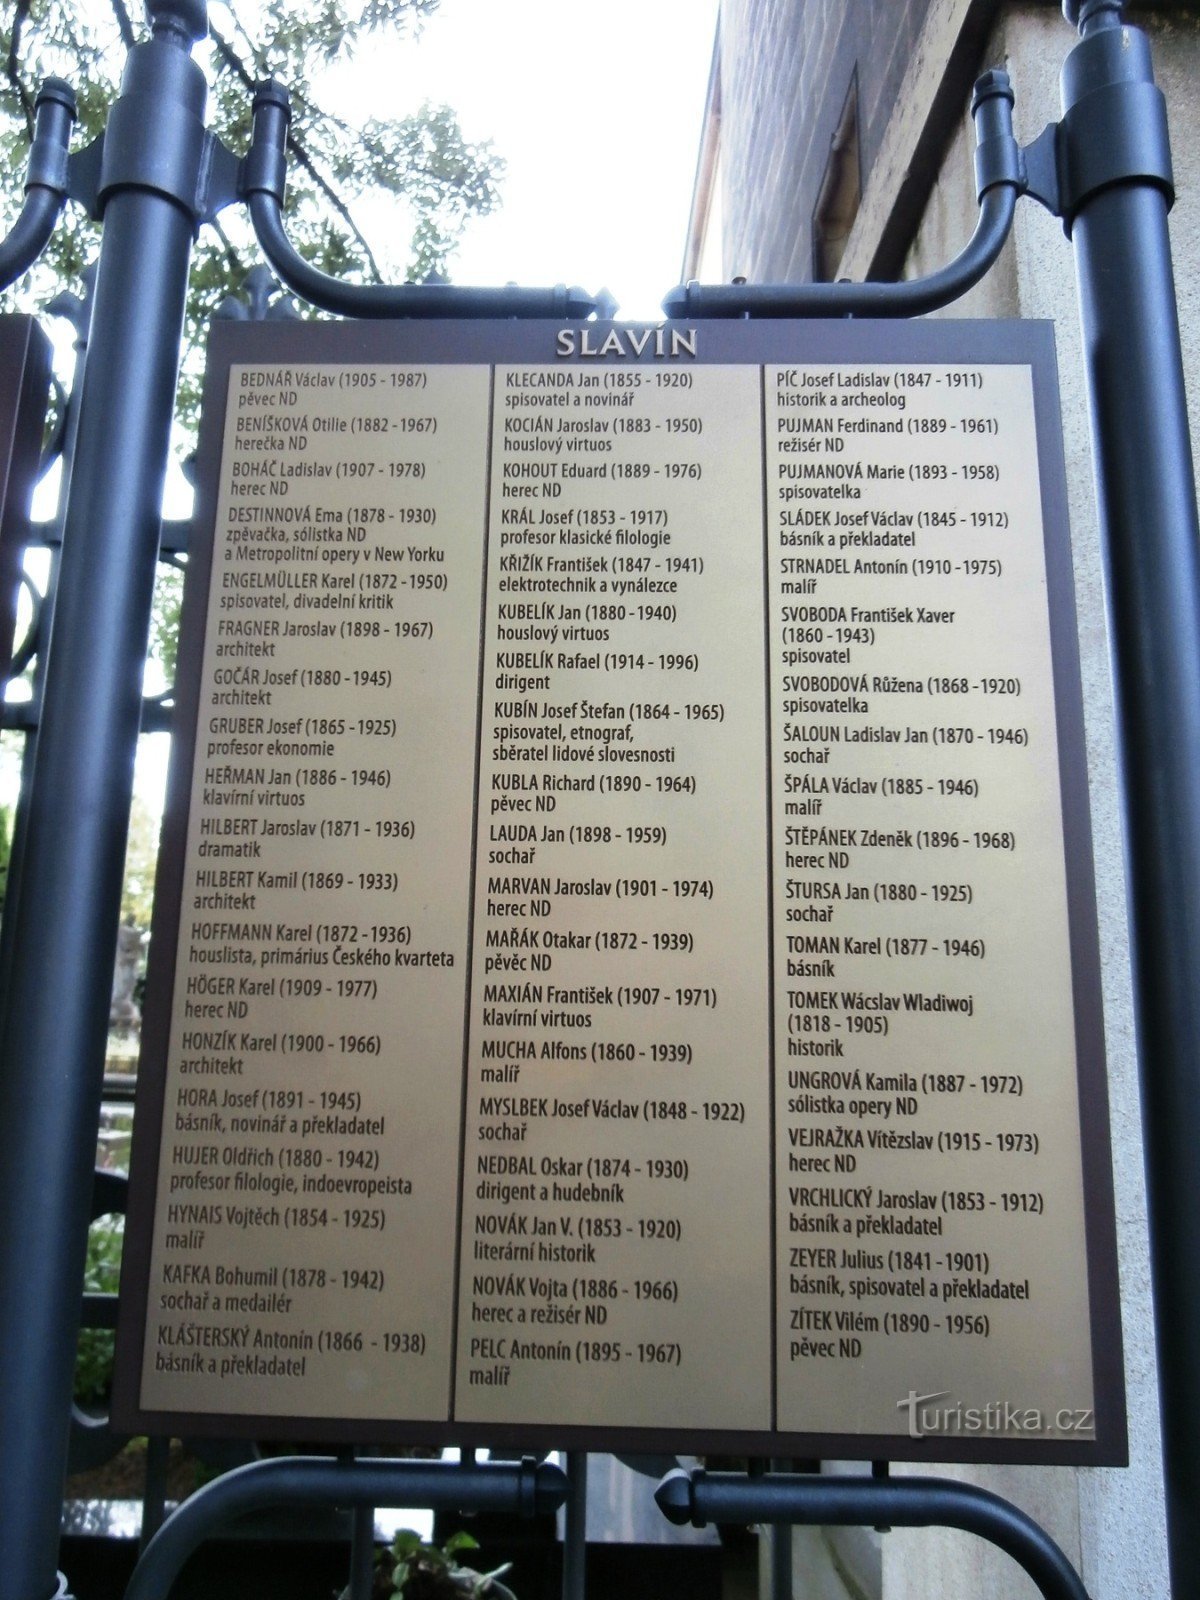 SLAVÍN
BEDNÁŘ Václav (1905 - 1987)
pěvec ND
BENÍŠKOVÁ Otilie (1882 - 1967)
herečka ND
BOHÁČ Ladislav (1907 - 1978)
herec ND
DESTINNOVÁ Ema (1878 - 1930)
zpěvačka, sólistka ND
a Metropolitní opery v New Yorku
ENGELMÜLLER Karel (1872 - 1950)
spisovatel, divadelní kritik
FRAGNER Jaroslav (1898 - 1967)
architekt
GOČÁR Josef (1880 - 1945)
architekt
GRUBER Josef (1865 - 1925)
profesor ekonomie
HEŘMAN Jan (1886 - 1946)
klavírní virtuos
HILBERT Jaroslav (1871 - 1936)
dramatik
HILBERT Kamil (1869 - 1933)
architekt
HOFFMANN Karel (1872 - 1936)
houslista, primárius Českého kvarteta
HÖGER Karel (1909 - 1977)
herec ND
HONZÍK Karel (1900 - 1966)
architekt
HORA Josef (1891 - 1945)
básník, novinář a překladatel
HUJER Oldřich (1880 - 1942)
profesor filologie, indoevropeista
HYNAIS Vojtěch (1854 - 1925)
malíř
KAFKA Bohumil (1878 - 1942)
sochař a medailér
KLÁŠTERSKÝ Antonín (1866 - 1938)
básník a překladatel
KLECANDA Jan (1855 - 1920)
spisovatel a novinář
KOCIÁN Jaroslav (1883 - 1950)
houslový virtuos
KOHOUT Eduard (1889 - 1976)
herec ND
KRÁL Josef (1853 - 1917)
profesor klasické filologie
KŘIŽÍK František (1847 - 1941)
elektrotechnik a vynálezce
KUBELÍK Jan (1880 - 1940)
houslový virtuos
KUBELÍK Rafael (1914 - 1996)
dirigent
KUBÍN Josef Štefan (1864 - 1965)
spisovatel, etnograf,
sběratel lidové slovesnosti
KUBLA Richard (1890 - 1964)
pěvec ND
LAUDA Jan (1898 - 1959)
sochař
MARVAN Jaroslav (1901 - 1974)
herec ND
MAŘÁK Otakar (1872 - 1939)
pěvěc ND
MAXIÁN František (1907 - 1971)
klavírní virtuos
MUCHA Alfons (1860 - 1939)
malíř
MYSLBEK Josef Václav (1848 - 1922)
sochař
NEDBAL Oskar (1874 - 1930)
dirigent a hudebník
NOVÁK Jan V. (1853 - 1920)
literární historik
NOVÁK Vojta (1886 - 1966)
herec a režisér ND
PELC Antonín (1895 - 1967)
malíř
PÍČ Josef Ladislav (1847 - 1911)
historik a archeolog
PUJMAN Ferdinand (1889 - 1961)
režisér ND
PUJMANOVÁ Marie (1893 - 1958)
spisovatelka
SLÁDEK Josef Václav (1845 - 1912)
básník a překladatel
STRNADEL Antonín (1910 - 1975)
malíř
SVOBODA František Xaver
(1860 - 1943)
spisovatel
SVOBODOVÁ Růžena (1868 - 1920)
spisovatelka
ŠALOUN Ladislav Jan (1870 - 1946)
sochař
ŠPÁLA Václav (1885 - 1946)
malíř
ŠTĚPÁNEK Zdeněk (1896 - 1968)
herec ND
ŠTURSA Jan (1880 - 1925)
sochař
TOMAN Karel (1877 - 1946)
básník
TOMEK Wácslav Wladiwoj
(1818 - 1905)
historik
UNGROVÁ Kamila (1887 - 1972)
sólistka opery ND
VEJRAŽKA Vítězslav (1915 - 1973)
herec ND
VRCHLICKÝ Jaroslav (1853 - 1912)
básník a překladatel
ZEYER Julius (1841 - 1901)
básník, spisovatel a překladatel
ZÍTEK Vilém (1890 - 1956)
pěvec ND
Turistika.cz